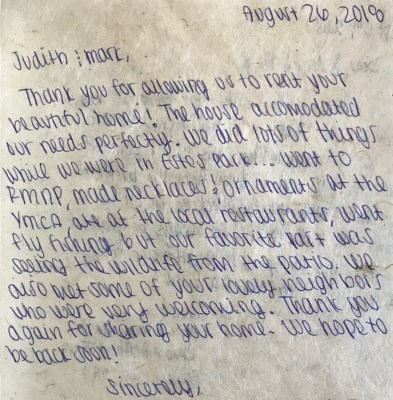 August 26, 2018
Judith & mark,
Thank you for allowing us to rent your
beautiful home! The house accomodated
our needs perfectly. We did lots of things
while we were in Estes Park... went to
RMNP, made necklaces & ornaments at the
YMCA, ate at the local restaurants, went
fly fishing but our favorite part was
seeing the wildlife from the patio. We
also met some of your lovely neighbors
who were very welcoming. Thank you
again for sharing your home. We hope to
be back soon!
Sincerely,